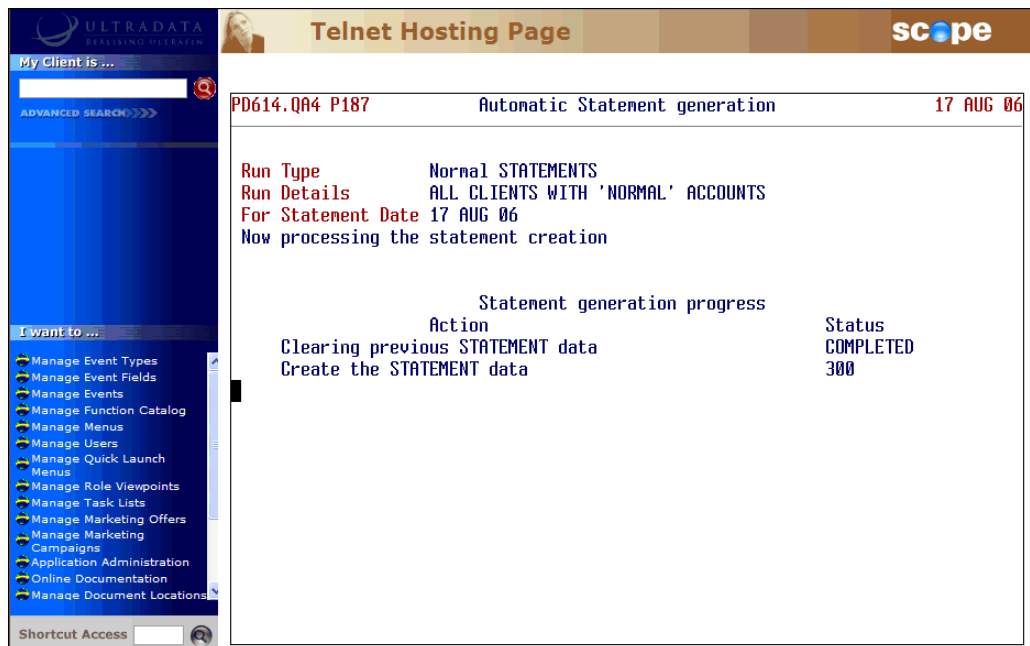 ULTRADATA
REALISING ULTRAFIN
Telnet Hosting Page
scope
My Client is ...
ADVANCED SEARCH
PD614.QA4 P187 Automatic Statement generation 17 AUG 06
Run Type Normal STATEMENTS
Run Details ALL CLIENTS WITH 'NORMAL' ACCOUNTS
For Statement Date 17 AUG 06
Now processing the statement creation
Statement generation progress
Action Status
Clearing previous STATEMENT data COMPLETED
Create the STATEMENT data 300
I want to ...
Manage Event Types
Manage Event Fields
Manage Events
Manage Function Catalog
Manage Menus
Manage Users
Manage Quick Launch
Menus
Manage Role Viewpoints
Manage Task Lists
Manage Marketing Offers
Manage Marketing
Campaigns
Application Administration
Online Documentation
Manage Document Locations
Shortcut Access